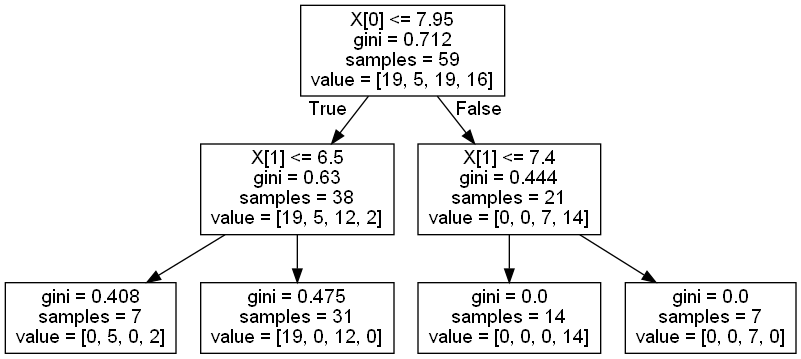 X[0] <= 7.95
gini = 0.712
samples = 59
value = [19, 5, 19, 16]
True
False
X[1] <= 6.5
gini = 0.63
samples = 38
value = [19, 5, 12, 2]
X[1] <= 7.4
gini = 0.444
samples = 21
value = [0, 0, 7, 14]
gini = 0.408
samples = 7
value = [0, 5, 0, 2]
gini = 0.475
samples = 31
value = [19, 0, 12, 0]
gini = 0.0
samples = 14
value = [0, 0, 0, 14]
gini = 0.0
samples = 7
value = [0, 0, 7, 0]